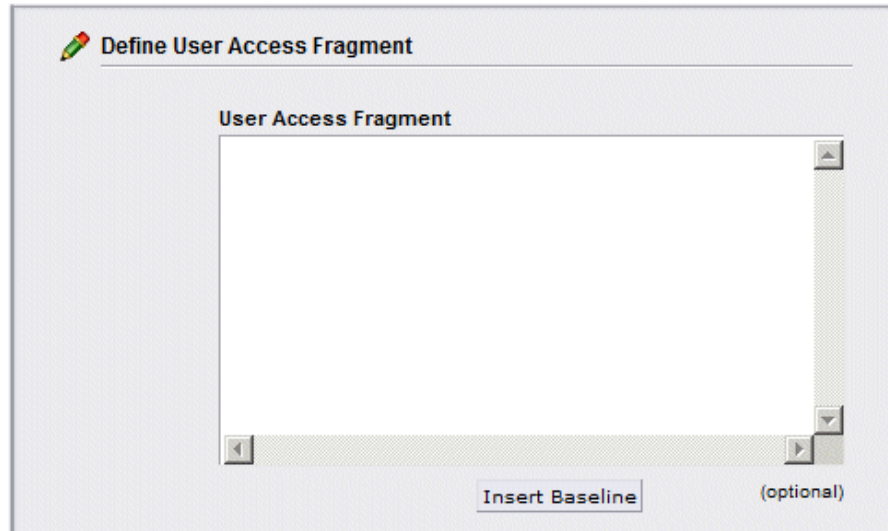 Define User Access Fragment
User Access Fragment
Insert Baseline
(optional)